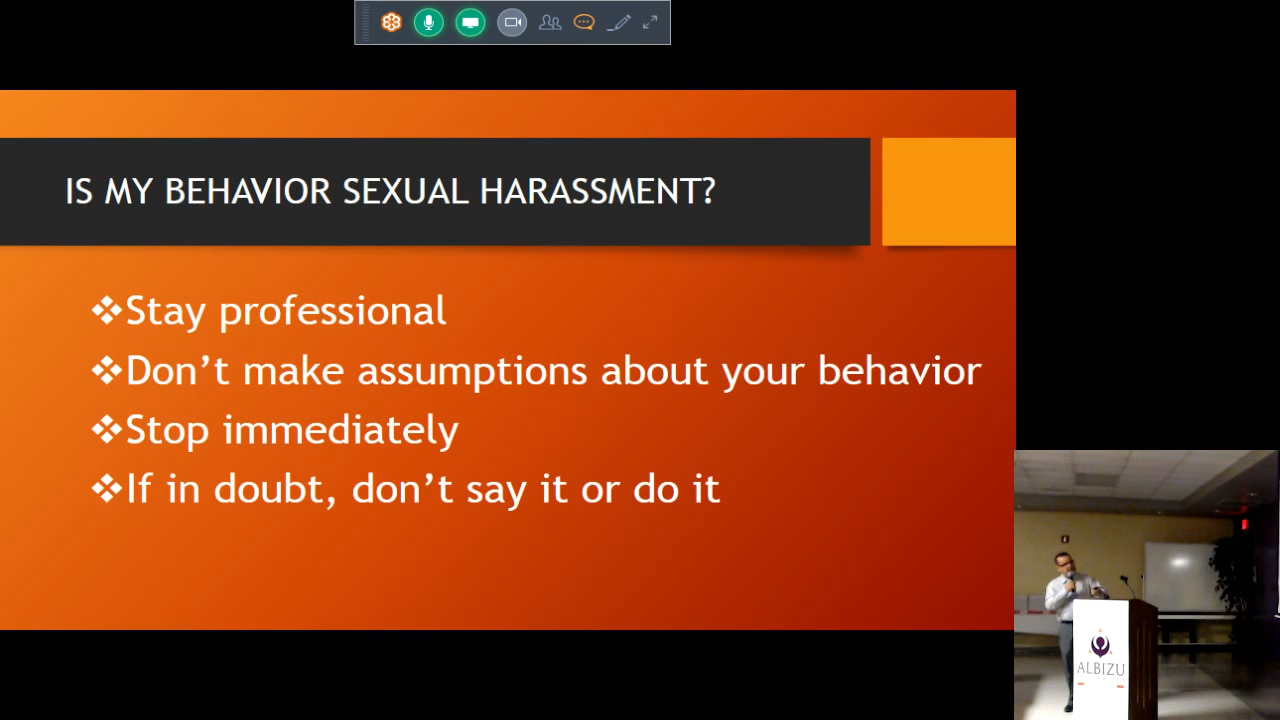 IS MY BEHAVIOR SEXUAL HARASSMENT?
❖Stay professional
❖Don’t make assumptions about your behavior
❖Stop immediately
❖If in doubt, don’t say it or do it
ALBIZU